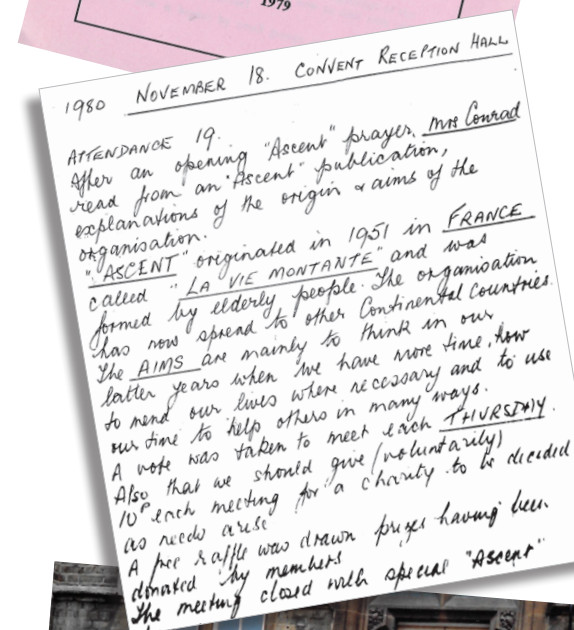 1979
1980 NOVEMBER 18. CONVENT RECEPTION HALL
ATTENDANCE 19.
After an opening "Ascent" prayer, Mrs Conrad
read from an "Ascent" publication,
explanations of the origin & aims of the
organisation.
"ASCENT" originated in 1951 in FRANCE
called "LA VIE MONTANTE" and was
formed by elderly people. The organisation
has now spread to other Continental Countries.
The AIMS are mainly to think in our
latter years when we have more time, how
to mend our lives where necessary and to use
our time to help others in many ways.
A vote was taken to meet each THURSDAY.
Also that we should give (voluntarily)
10P each meeting for a charity to be decided
as needs arise
A free raffle was drawn prizes having been
donated by members
The meeting closed with special "Ascent"